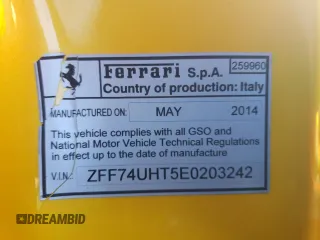 Ferrari S.p.A. 259960
Country of production: Italy
MANUFACTURED ON: MAY 2014
This vehicle complies with all GSO and
National Motor Vehicle Technical Regulations
in effect up to the date of manufacture
V.I.N.: ZFF74UHT5E0203242
DREAMBID